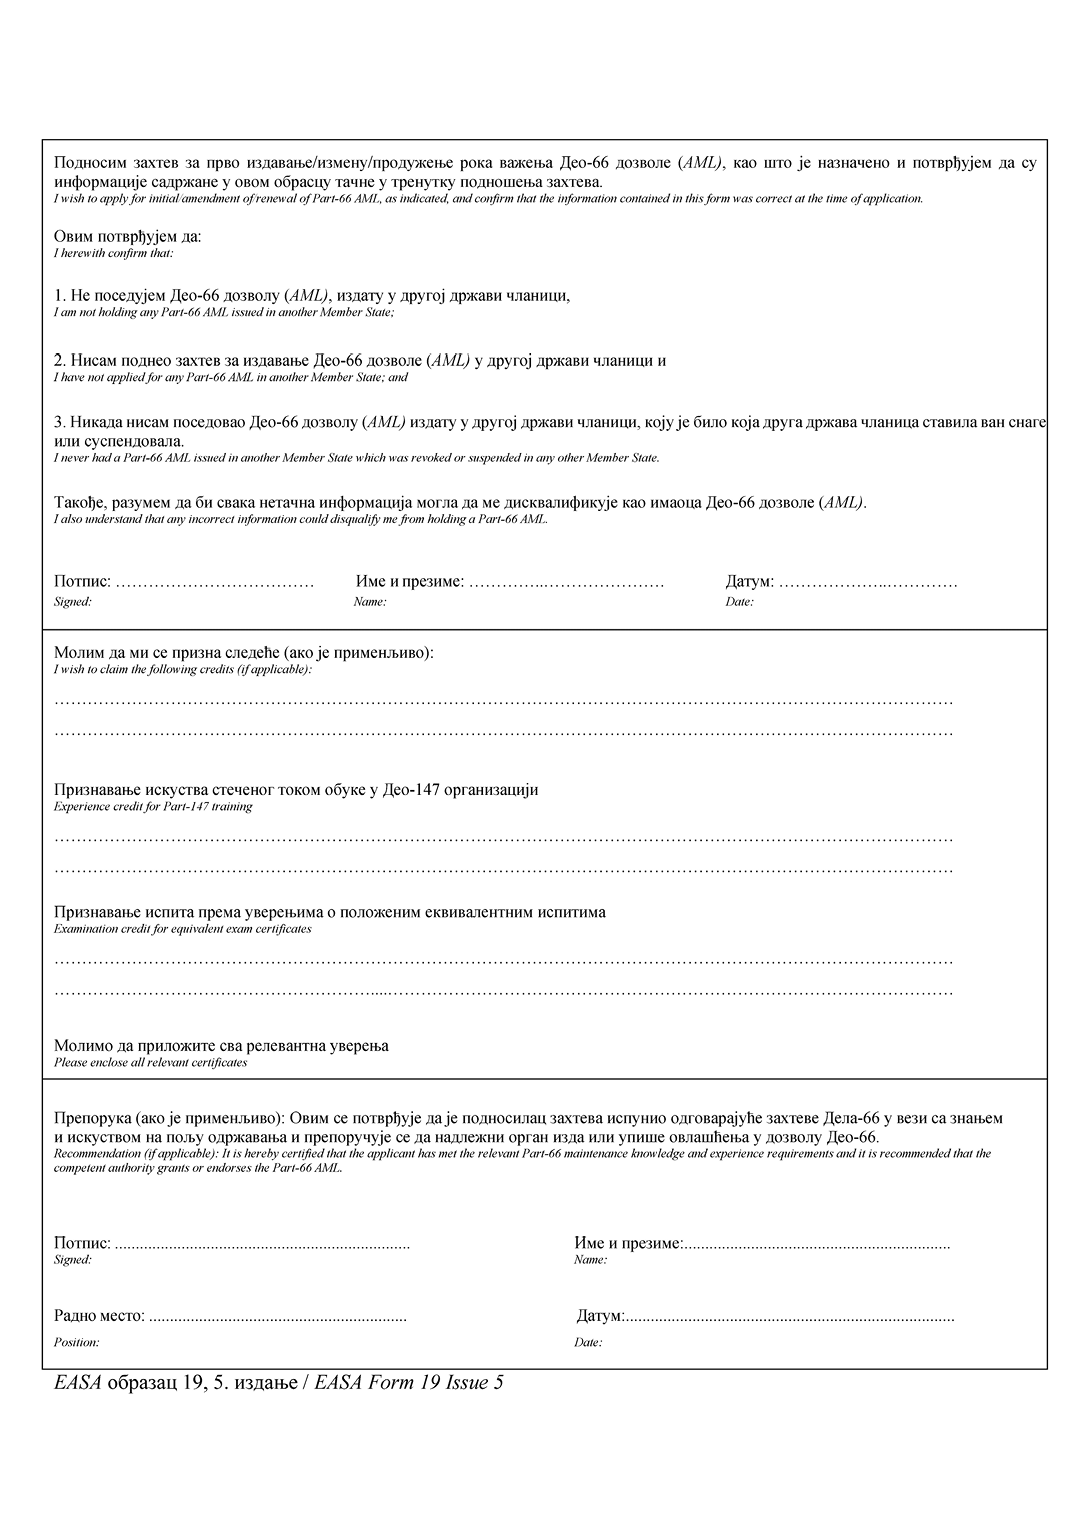 Подносим захтев за прво издавање/измену/продужење рока важења Део-66 дозволе (AML), као што је назначено и потврђујем да су
информације садржане у овом обрасцу тачне у тренутку подношења захтева.
I wish to apply for initial/amendment of/renewal of Part-66 AML, as indicated, and confirm that the information contained in this form was correct at the time of application.
Овим потврђујем да:
I herewith confirm that:
1. Не поседујем Део-66 дозволу (AML), издату у другој држави чланици,
I am not holding any Part-66 AML issued in another Member State;
2. Нисам поднео захтев за издавање Део-66 дозволе (AML) у другој држави чланици и
I have not applied for any Part-66 AML in another Member State; and
3. Никада нисам поседовао Део-66 дозволу (AML) издату у другој држави чланици, коју је било која друга држава чланица ставила ван снаге
или суспендовала.
I never had a Part-66 AML issued in another Member State which was revoked or suspended in any other Member State.
Такође, разумем да би свака нетачна информација могла да ме дисквалификује као имаоца Део-66 дозволе (AML).
I also understand that any incorrect information could disqualify me from holding a Part-66 AML.
Потпис: ……………………………… Име и презиме: …………..………………… Датум: ………………..…………
Signed: Name: Date:
Молим да ми се призна следеће (ако је применљиво):
I wish to claim the following credits (if applicable):
………………………………………………………………………………………………………………………………………………
………………………………………………………………………………………………………………………………………………
Признавање искуства стеченог током обуке у Део-147 организацији
Experience credit for Part-147 training
………………………………………………………………………………………………………………………………………………
………………………………………………………………………………………………………………………………………………
Признавање испита према уверењима о положеним еквивалентним испитима
Examination credit for equivalent exam certificates
………………………………………………………………………………………………………………………………………………
…………………………………………………....…………………………………………………………………………………………
Молимо да приложите сва релевантна уверења
Please enclose all relevant certificates
Препорука (ако је применљиво): Овим се потврђује да је подносилац захтева испунио одговарајуће захтеве Дела-66 у вези са знањем
и искуством на пољу одржавања и препоручује се да надлежни орган изда или упише овлашћења у дозволу Део-66.
Recommendation (if applicable): It is hereby certified that the applicant has met the relevant Part-66 maintenance knowledge and experience requirements and it is recommended that the
competent authority grants or endorses the Part-66 AML.
Потпис: ....................................................................... Име и презиме:................................................................
Signed: Name:
Радно место: .............................................................. Датум:...............................................................................
Position: Date:
EASA образац 19, 5. издање / EASA Form 19 Issue 5